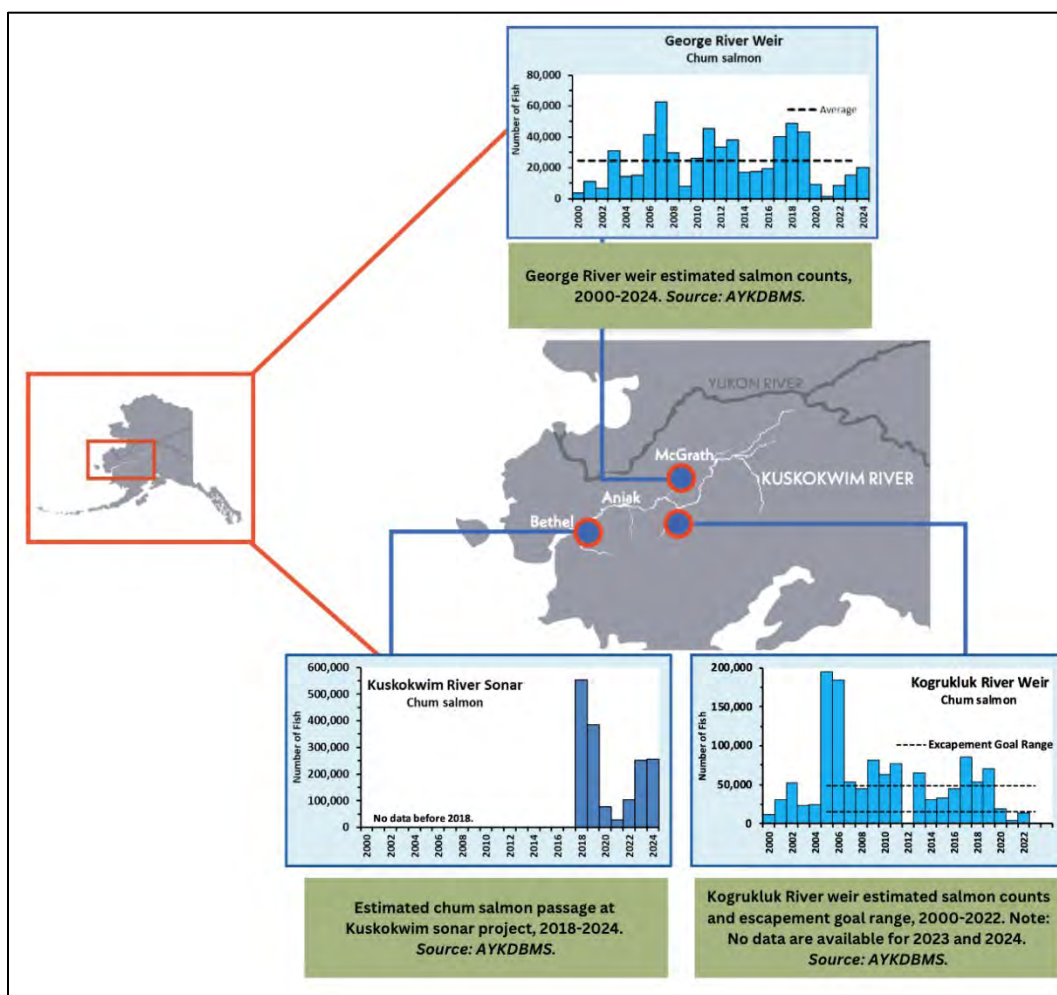 George River Weir
Chum salmon
80,000
60,000
40,000
20,000
0
Number of Fish
Average
2000
2002
2004
2006
2008
2010
2012
2014
2016
2018
2020
2022
2024
George River weir estimated salmon counts,
2000-2024. Source: AYKDBMS.
YUKON RIVER
McGrath
KUSKOKWIM RIVER
Aniak
Bethel
600,000
500,000
400,000
300,000
200,000
100,000
0
Number of Fish
Kuskokwim River Sonar
Chum salmon
No data before 2018.
2000
2002
2004
2006
2008
2010
2012
2014
2016
2018
2020
2022
2024
Estimated chum salmon passage at
Kuskokwim sonar project, 2018-2024.
Source: AYKDBMS.
200,000
150,000
100,000
50,000
0
Number of Fish
Kogrukluk River Weir
Chum salmon
Excapement Goal Range
2000
2002
2004
2006
2008
2010
2012
2014
2016
2018
2020
2022
Kogrukluk River weir estimated salmon counts
and escapement goal range, 2000-2022. Note:
No data are available for 2023 and 2024.
Source: AYKDBMS.